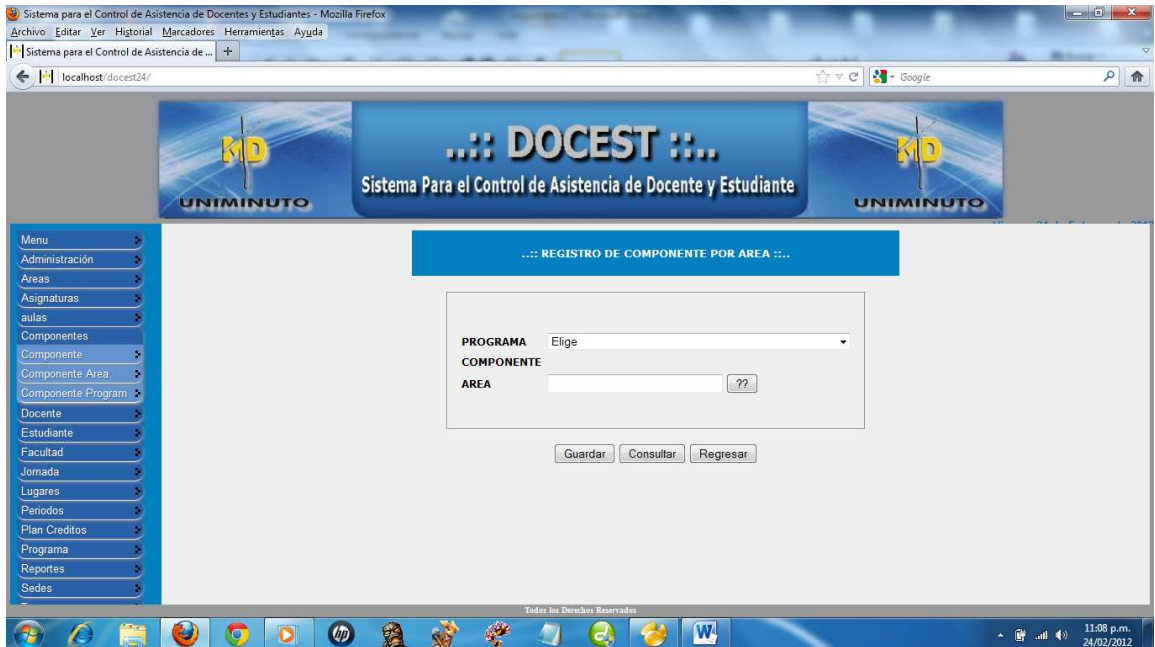 Sistema para el Control de Asistencia de Docentes y Estudiantes - Mozilla Firefox
Archivo Editar Ver Historial Marcadores Herramientas Ayuda
Sistema para el Control de Asistencia de ... +
localhost/docest24/
Google
MD
UNIMINUTO
..:: DOCEST ::..
Sistema Para el Control de Asistencia de Docente y Estudiante
MD
UNIMINUTO
Menu
Administración
Areas
Asignaturas
aulas
Componentes
Componente
Componente Area
Componente Program
Docente
Estudiante
Facultad
Jornada
Lugares
Periodos
Plan Creditos
Programa
Reportes
Sedes
..:: REGISTRO DE COMPONENTE POR AREA ::..
PROGRAMA Elige
COMPONENTE
AREA ??
Guardar Consultar Regresar
Todos los Derechos Reservados
hp
W
11:08 p.m.
24/02/2012